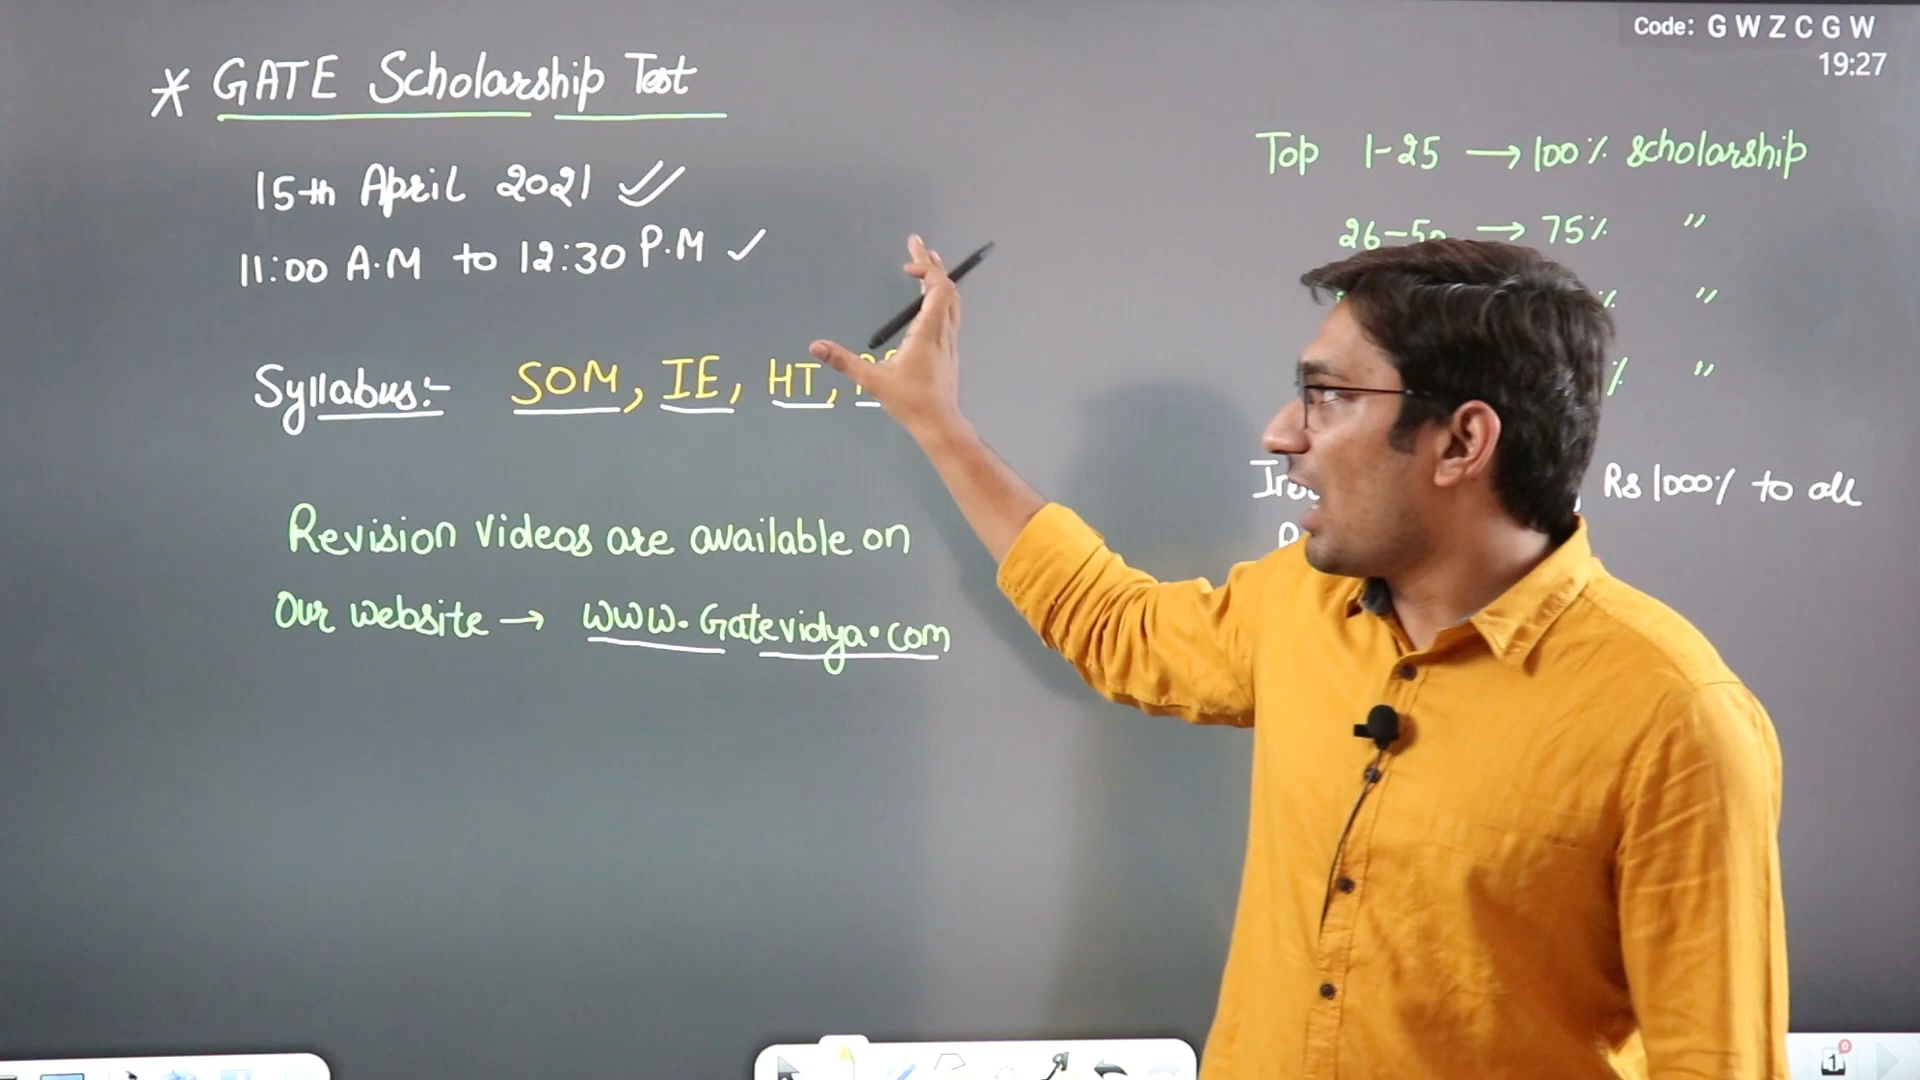 Code: G W Z C G W
19:27
* GATE Scholarship Test
15th April 2021 ✓✓
11:00 A.M to 12:30 P.M ✓
Syllabus:- SOM, IE, HT,
Revision videos are available on
Our website → www.Gatevidya.com
Top 1-25 → 100% scholarship
26-50 → 75% "
% "
% "
Rs 1000/ to all